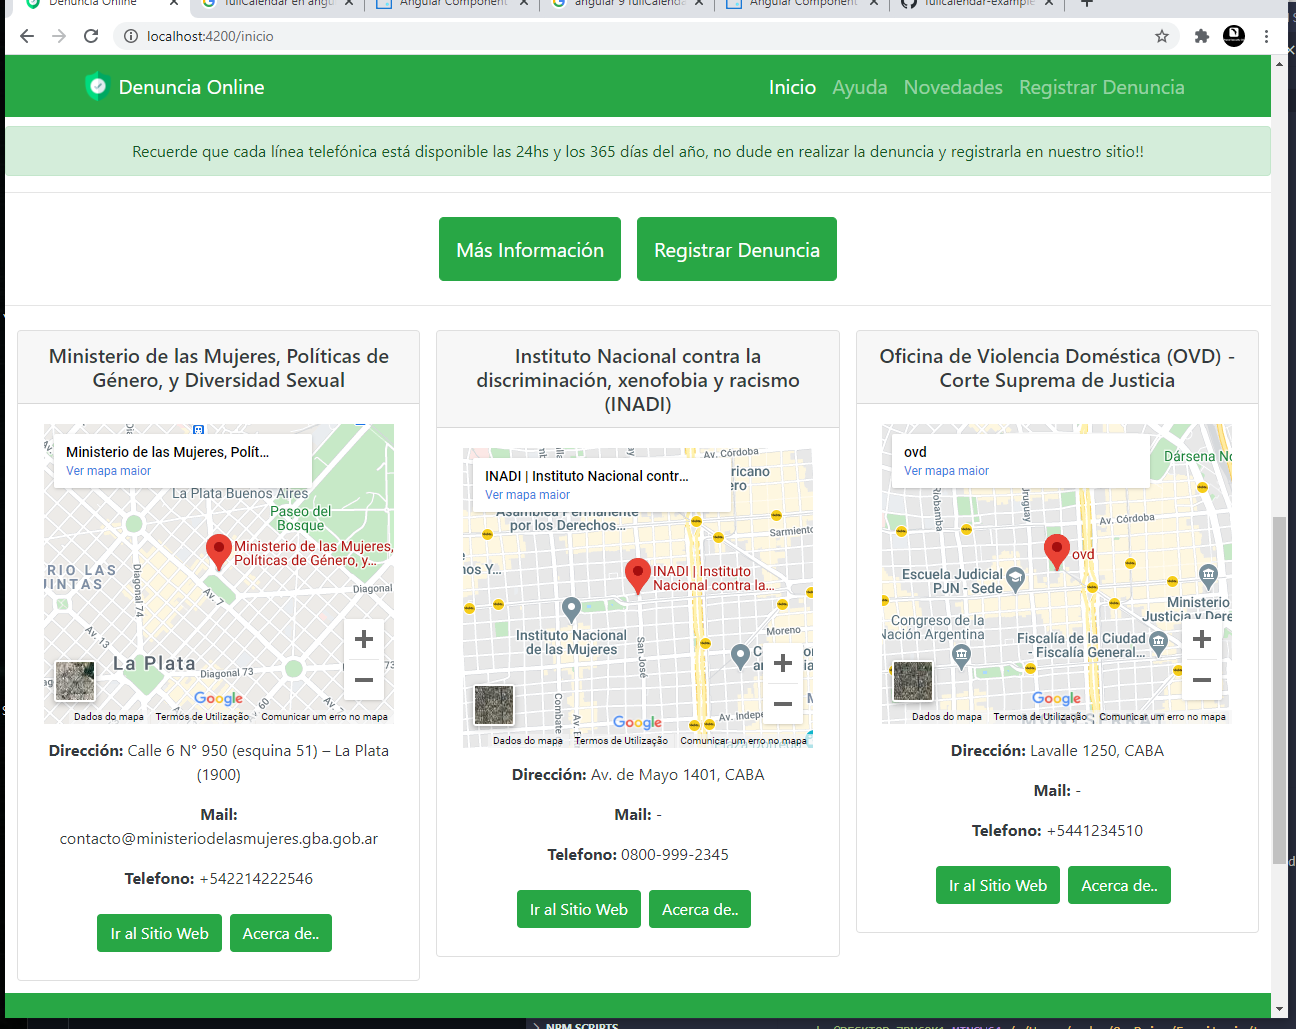 Denuncia Online
fullCalendar en angu
Angular Component
angular 9 fullCalenda
Angular Component
fullcalendar-example
localhost:4200/inicio
Denuncia Online
Inicio
Ayuda
Novedades
Registrar Denuncia
Recuerde que cada línea telefónica está disponible las 24hs y los 365 días del año, no dude en realizar la denuncia y registrarla en nuestro sitio!!
Más Información
Registrar Denuncia
Ministerio de las Mujeres, Políticas de
Género, y Diversidad Sexual
Ministerio de las Mujeres, Polít...
Ver mapa maior
La Plata Buenos Aires
Paseo del
Bosque
Ministerio de las Mujeres,
Políticas de Género, y...
RIO LAS
UINTAS
Diagonal 74
Av. 7
Diagonal
Av. 13
La Plata
Diagonal 73
Google
Dados do mapa
Termos de Utilização
Comunicar um erro no mapa
Dirección: Calle 6 N° 950 (esquina 51) – La Plata
(1900)
Mail:
contacto@ministeriodelasmujeres.gba.gob.ar
Telefono: +542214222546
Ir al Sitio Web
Acerca de..
Instituto Nacional contra la
discriminación, xenofobia y racismo
(INADI)
INADI | Instituto Nacional contr...
Ver mapa maior
Av. Córdoba
ricano
ero
Asamblea Permanente
por los Derechos...
Sarmiento
nos Y...
INADI | Instituto
Nacional contra la...
Instituto Nacional
de las Mujeres
San José
Moreno
Combate
Av. Indepe
Google
Dados do mapa
Termos de Utilização
Comunicar um erro no mapa
Dirección: Av. de Mayo 1401, CABA
Mail: -
Telefono: 0800-999-2345
Ir al Sitio Web
Acerca de..
Oficina de Violencia Doméstica (OVD) -
Corte Suprema de Justicia
ovd
Ver mapa maior
Dársena No
Riobamba
Uruguay
Av. Córdoba
ovd
Escuela Judicial
PJN - Sede
Ministerio
Justicia y Dere
Congreso de la
Nación Argentina
Fiscalía de la Ciudad
- Fiscalía General...
Google
Dados do mapa
Termos de Utilização
Comunicar um erro no mapa
Dirección: Lavalle 1250, CABA
Mail: -
Telefono: +5441234510
Ir al Sitio Web
Acerca de..
NPM SCRIPTS